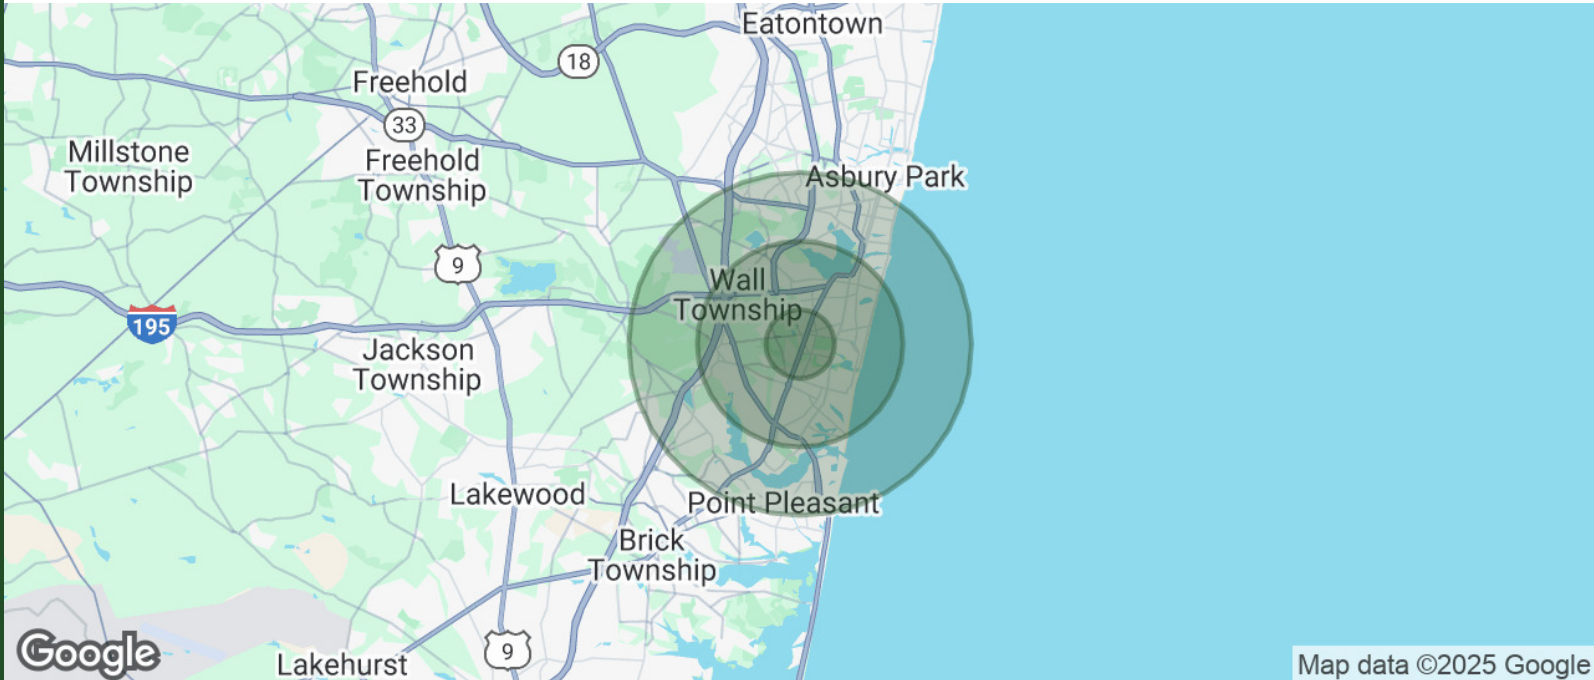 Eatontown
18
Freehold
33
Millstone
Township
Freehold
Township
Asbury Park
9
Wall
Township
195
Jackson
Township
Lakewood
Point Pleasant
Brick
Township
9
Lakehurst
Google
Map data ©2025 Google